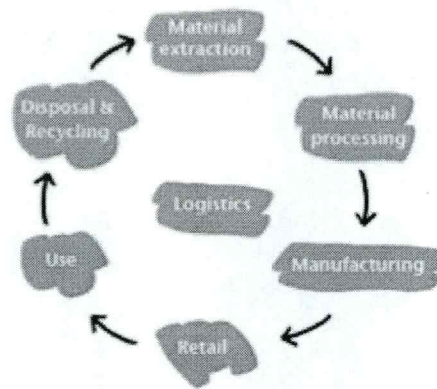 Material
extraction
Material
processing
Manufacturing
Retail
Use
Disposal &
Recycling
Logistics